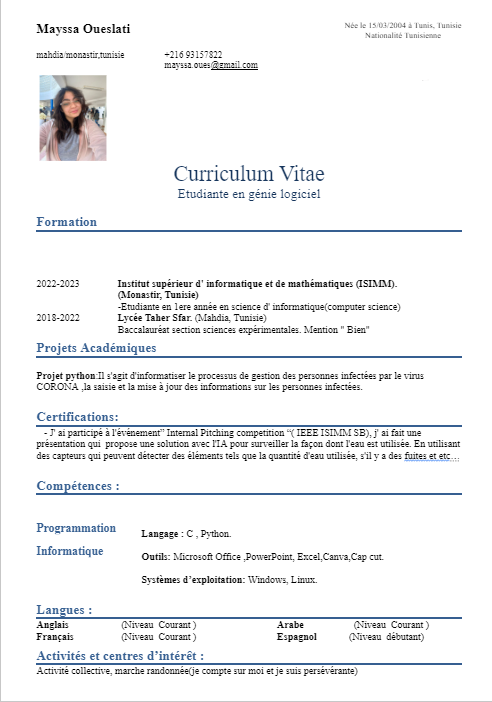 Mayssa Oueslati
Née le 15/03/2004 à Tunis, Tunisie
Nationalité Tunisienne
mahdia/monastir,tunisie
+216 93157822
mayssa.oues@gmail.com
Curriculum Vitae
Etudiante en génie logiciel
Formation
2022-2023 Institut supérieur d' informatique et de mathématiques (ISIMM).
(Monastir, Tunisie)
-Etudiante en 1ere année en science d' informatique(computer science)
2018-2022 Lycée Taher Sfar. (Mahdia, Tunisie)
Baccalauréat section sciences expérimentales. Mention " Bien"
Projets Académiques
Projet python:Il s'agit d'informatiser le processus de gestion des personnes infectées par le virus
CORONA ,la saisie et la mise à jour des informations sur les personnes infectées.
Certifications:
- J' ai participé à l'événement” Internal Pitching competition “( IEEE ISIMM SB), j' ai fait une
présentation qui propose une solution avec l'IA pour surveiller la façon dont l'eau est utilisée. En utilisant
des capteurs qui peuvent détecter des éléments tels que la quantité d'eau utilisée, s'il y a des fuites et etc…
Compétences :
Programmation Langage : C , Python.
Informatique Outils: Microsoft Office ,PowerPoint, Excel,Canva,Cap cut.
Systèmes d’exploitation: Windows, Linux.
Langues :
Anglais (Niveau Courant ) Arabe (Niveau Courant )
Français (Niveau Courant ) Espagnol (Niveau débutant)
Activités et centres d’intérêt :
Activité collective, marche randonnée(je compte sur moi et je suis persévérante)